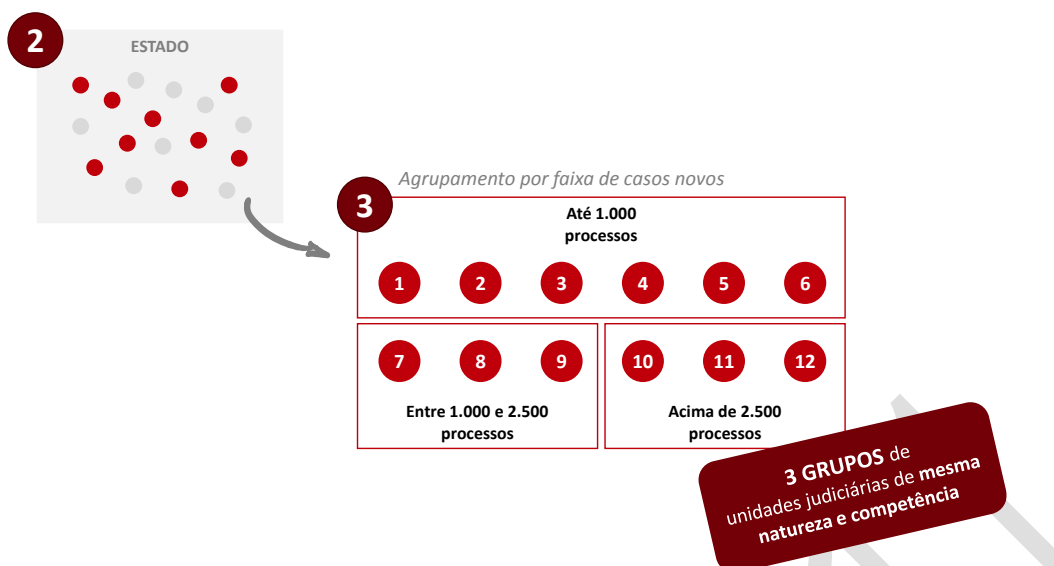 2
ESTADO
3
Agrupamento por faixa de casos novos
Até 1.000
processos
1 2 3 4 5 6
7 8 9 10 11 12
Entre 1.000 e 2.500
processos
Acima de 2.500
processos
3 GRUPOS de
unidades judiciárias de mesma
natureza e competência